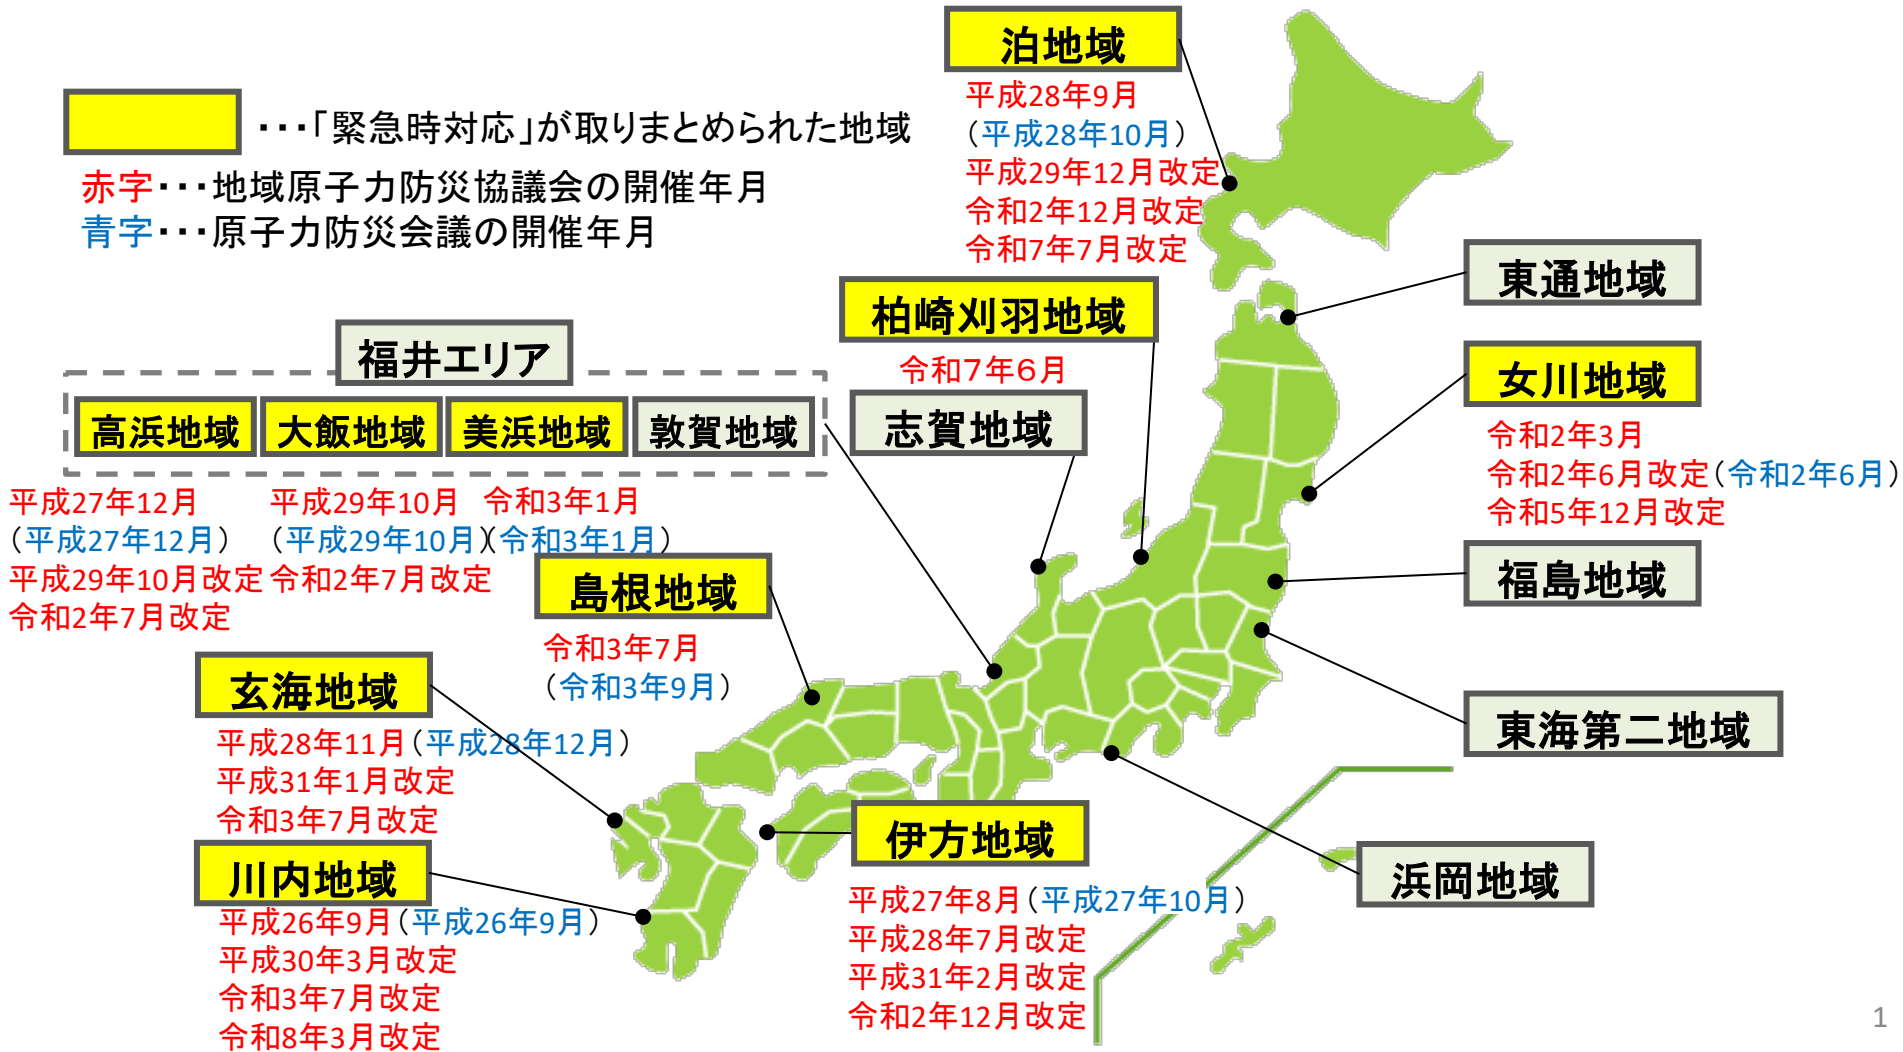 ・・・「緊急時対応」が取りまとめられた地域
赤字・・・地域原子力防災協議会の開催年月
青字・・・原子力防災会議の開催年月
泊地域
平成28年9月
（平成28年10月）
平成29年12月改定
令和2年12月改定
令和7年7月改定
東通地域
柏崎刈羽地域
令和7年6月
女川地域
令和2年3月
令和2年6月改定（令和2年6月）
令和5年12月改定
福井エリア
高浜地域
大飯地域
美浜地域
敦賀地域
平成27年12月
（平成27年12月）
平成29年10月改定
令和2年7月改定
平成29年10月
（平成29年10月）
令和2年7月改定
令和3年1月
（令和3年1月）
志賀地域
福島地域
島根地域
令和3年7月
（令和3年9月）
東海第二地域
玄海地域
平成28年11月（平成28年12月）
平成31年1月改定
令和3年7月改定
川内地域
平成26年9月（平成26年9月）
平成30年3月改定
令和3年7月改定
令和8年3月改定
伊方地域
平成27年8月（平成27年10月）
平成28年7月改定
平成31年2月改定
令和2年12月改定
浜岡地域
1